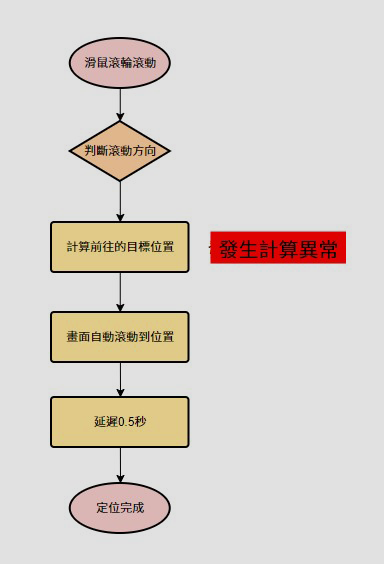 滑鼠滾輪滾動
判斷滾動方向
計算前往的目標位置
發生計算異常
畫面自動滾動到位置
延遲0.5秒
定位完成